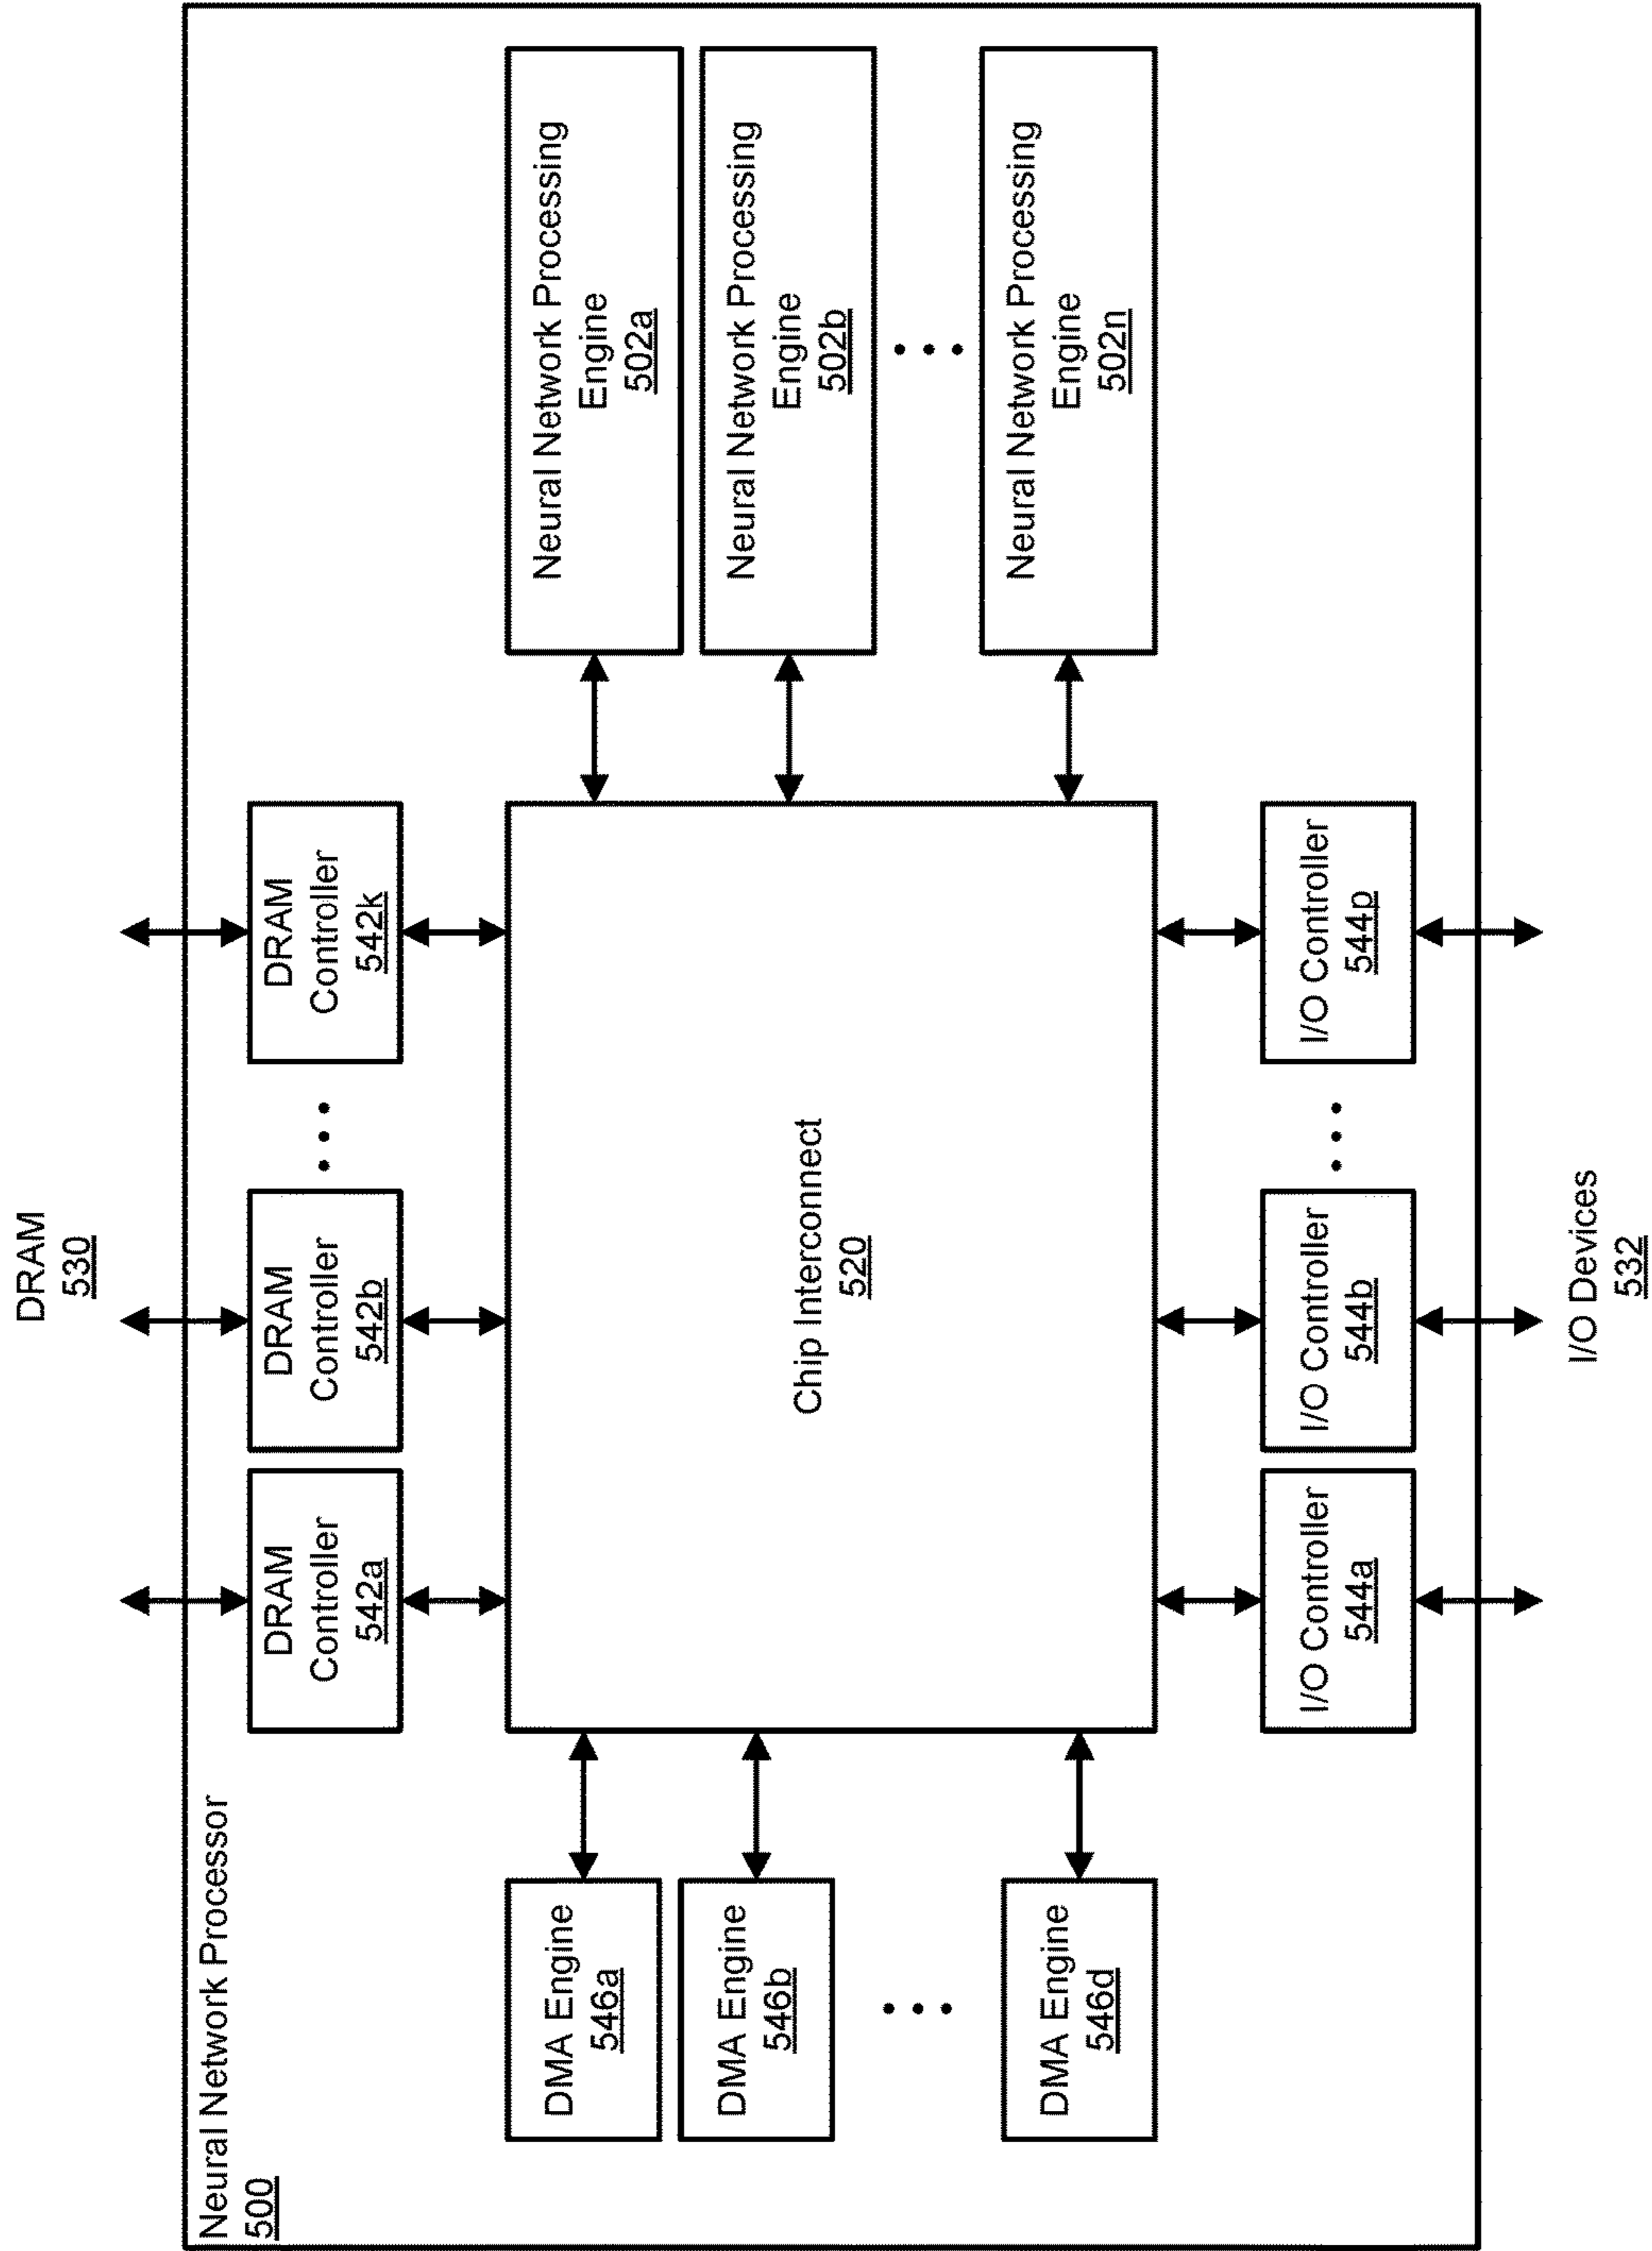 DRAM
530
Neural Network Processor
500
DRAM
Controller
542a
DRAM
Controller
542b
DRAM
Controller
542k
DMA Engine
546a
DMA Engine
546b
DMA Engine
546d
Chip Interconnect
520
Neural Network Processing
Engine
502a
Neural Network Processing
Engine
502b
Neural Network Processing
Engine
502n
I/O Controller
544a
I/O Controller
544b
I/O Controller
544p
I/O Devices
532